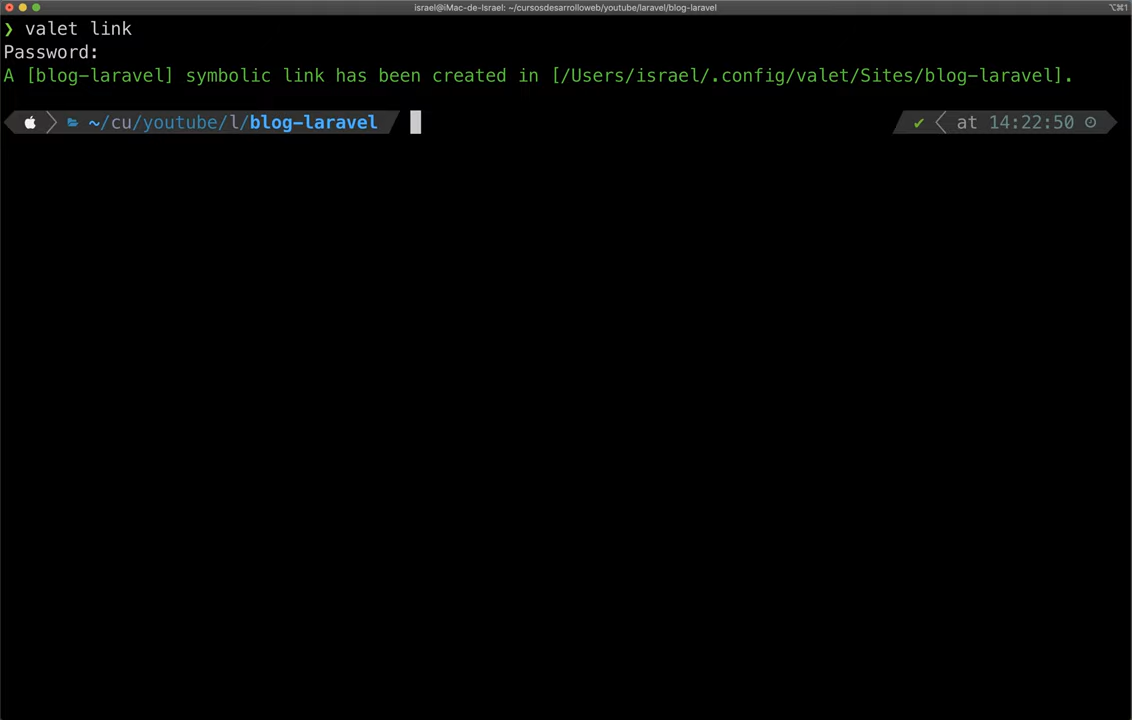 israel@iMac-de-Israel: ~/cursosdesarrolloweb/youtube/laravel/blog-laravel
⌥⌘1
❯ valet link
Password:
A [blog-laravel] symbolic link has been created in [/Users/israel/.config/valet/Sites/blog-laravel].
~/cu/youtube/l/blog-laravel
✔ at 14:22:50